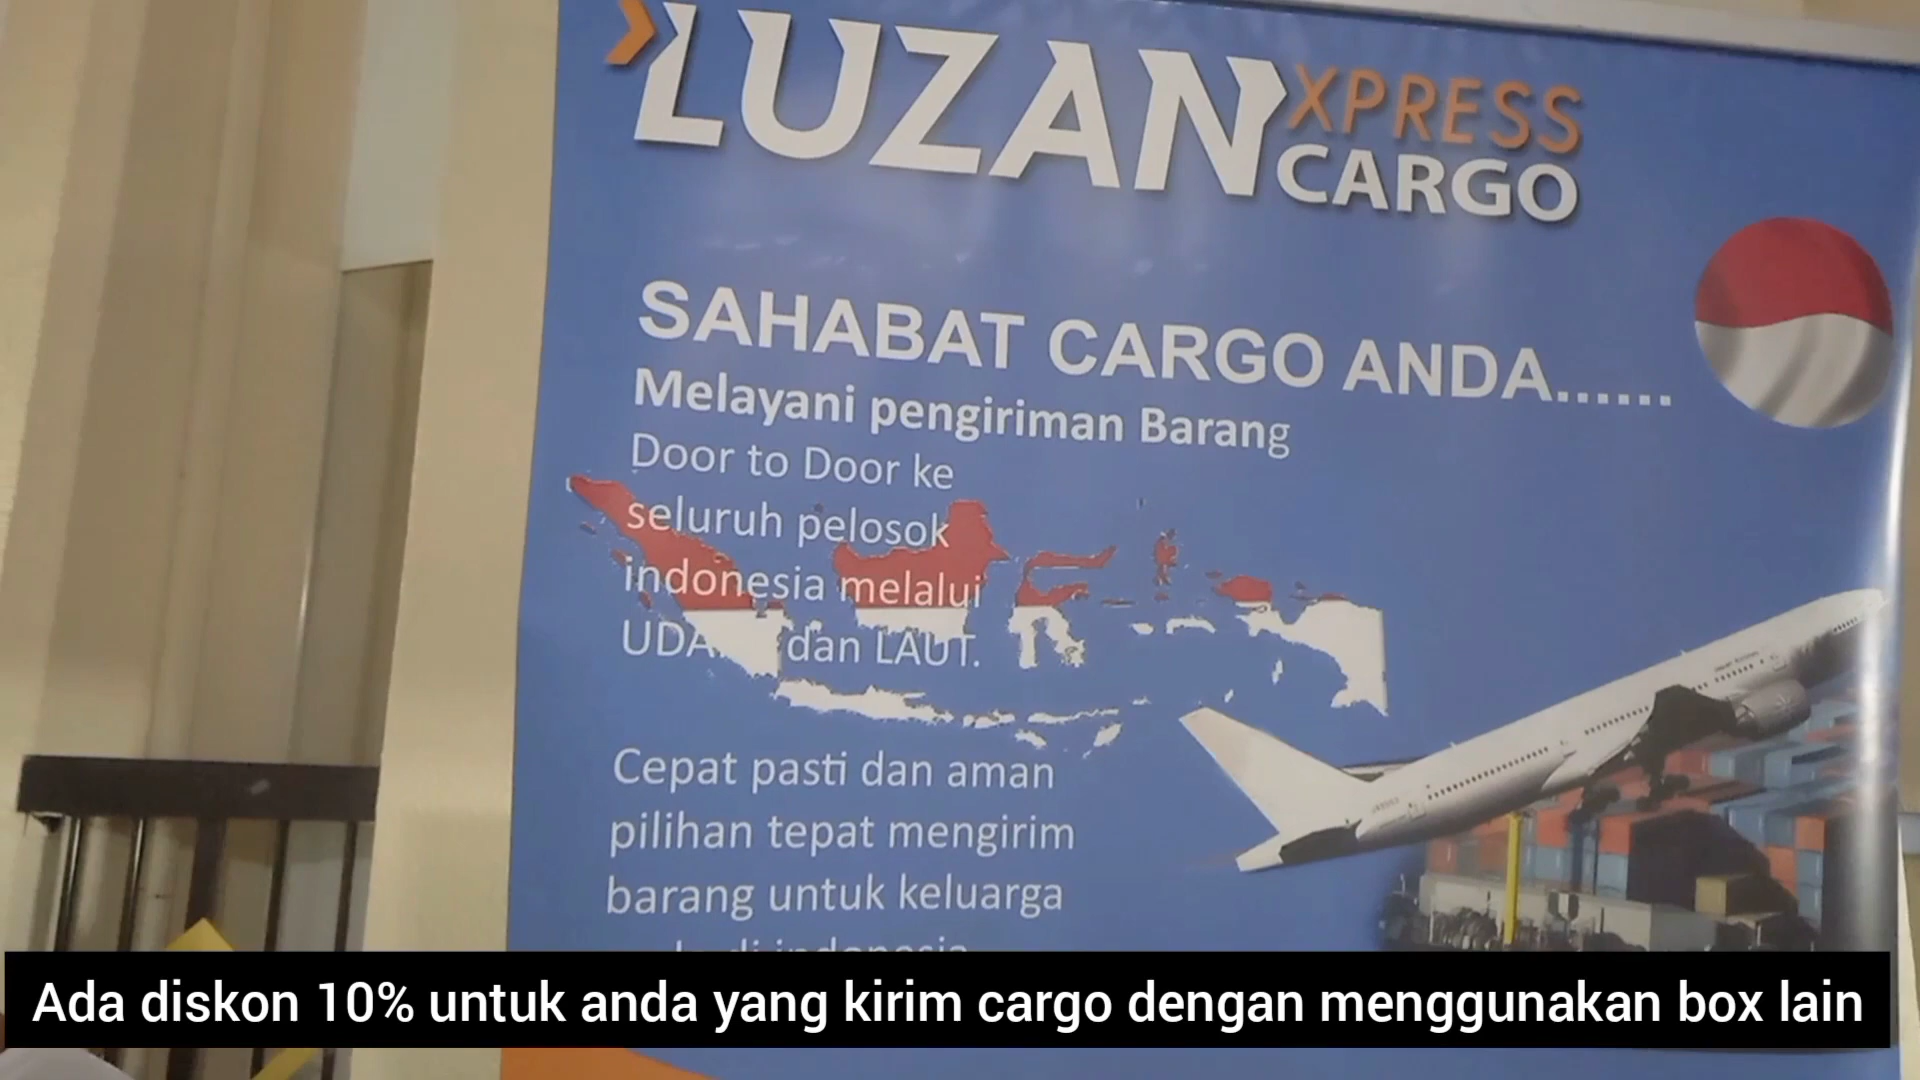 LUZAN XPRESS
CARGO
SAHABAT CARGO ANDA......
Melayani pengiriman Barang
Door to Door ke
seluruh pelosok
indonesia melalui
dan LAUT.
Cepat pasti dan aman
pilihan tepat mengirim
barang untuk keluarga
di indonesia
Ada diskon 10% untuk anda yang kirim cargo dengan menggunakan box lain